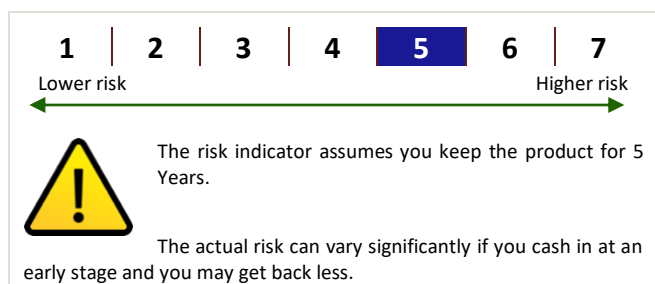 1 2 3 4 5 6 7
Lower risk Higher risk
The risk indicator assumes you keep the product for 5
Years.
The actual risk can vary significantly if you cash in at an
early stage and you may get back less.